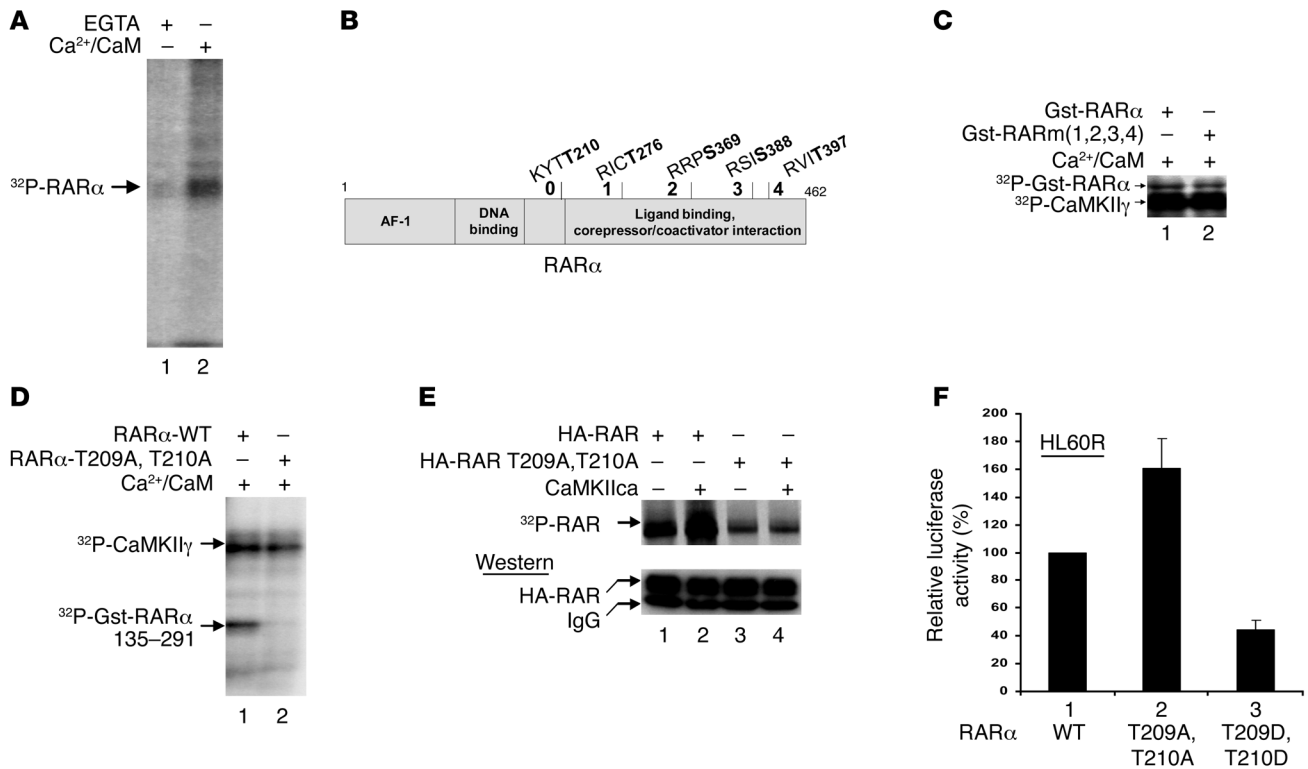 A
EGTA + –
Ca2+/CaM – +
32P-RARα
1 2
B
KYTT210 RICT276 RRPS369 RSIS388 RVIT397
0 1 2 3 4
1 462
AF-1
DNA
binding
Ligand binding,
corepressor/coactivator interaction
RARα
C
Gst-RARα + –
Gst-RARm(1,2,3,4) – +
Ca2+/CaM + +
32P-Gst-RARα
32P-CaMKIIγ
1 2
D
RARα-WT + –
RARα-T209A, T210A – +
Ca2+/CaM + +
32P-CaMKIIγ
32P-Gst-RARα
135–291
1 2
E
HA-RAR + + – –
HA-RAR T209A,T210A – – + +
CaMKIIca – + – +
32P-RAR
Western
HA-RAR
IgG
1 2 3 4
F
HL60R
Relative luciferase
activity (%)
200
180
160
140
120
100
80
60
40
20
0
1 2 3
RARα WT T209A, T209D,
T210A T210D